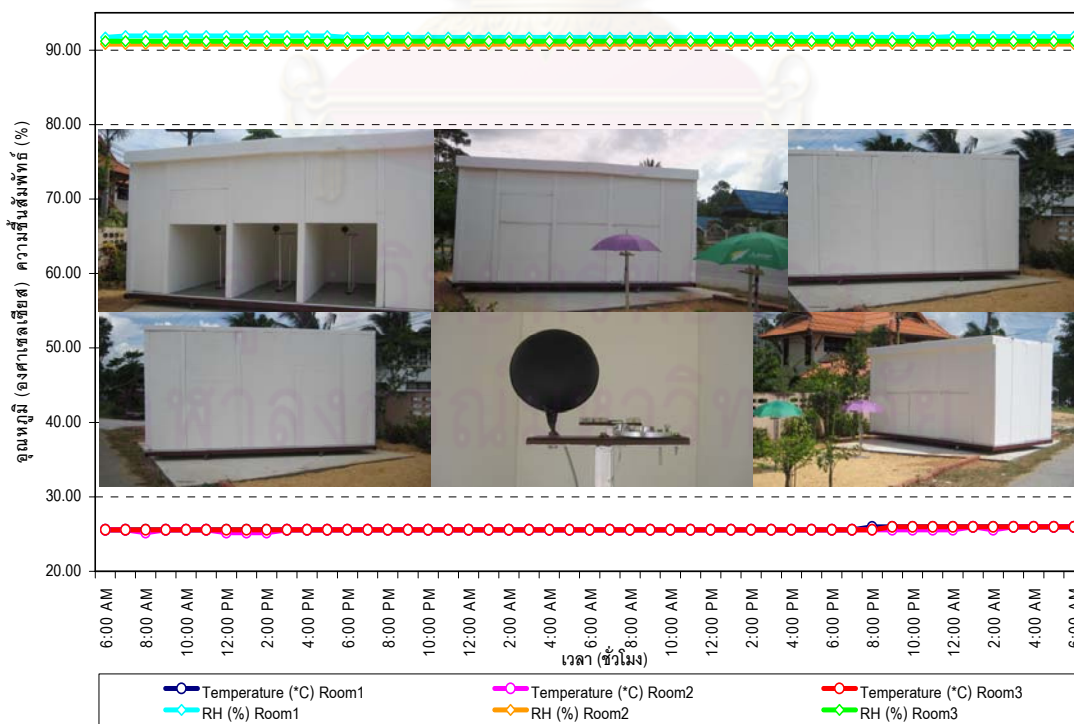 อุณหภูมิ (องศาเซลเซียส) ความชื้นสัมพัทธ์ (%)
90.00
80.00
70.00
60.00
50.00
40.00
30.00
20.00
6:00 AM
8:00 AM
10:00 AM
12:00 PM
2:00 PM
4:00 PM
6:00 PM
8:00 PM
10:00 PM
12:00 AM
2:00 AM
4:00 AM
6:00 AM
8:00 AM
10:00 AM
12:00 PM
2:00 PM
4:00 PM
6:00 PM
8:00 PM
10:00 PM
12:00 AM
2:00 AM
4:00 AM
6:00 AM
เวลา (ชั่วโมง)
Temperature (*C) Room1
Temperature (*C) Room2
Temperature (*C) Room3
RH (%) Room1
RH (%) Room2
RH (%) Room3